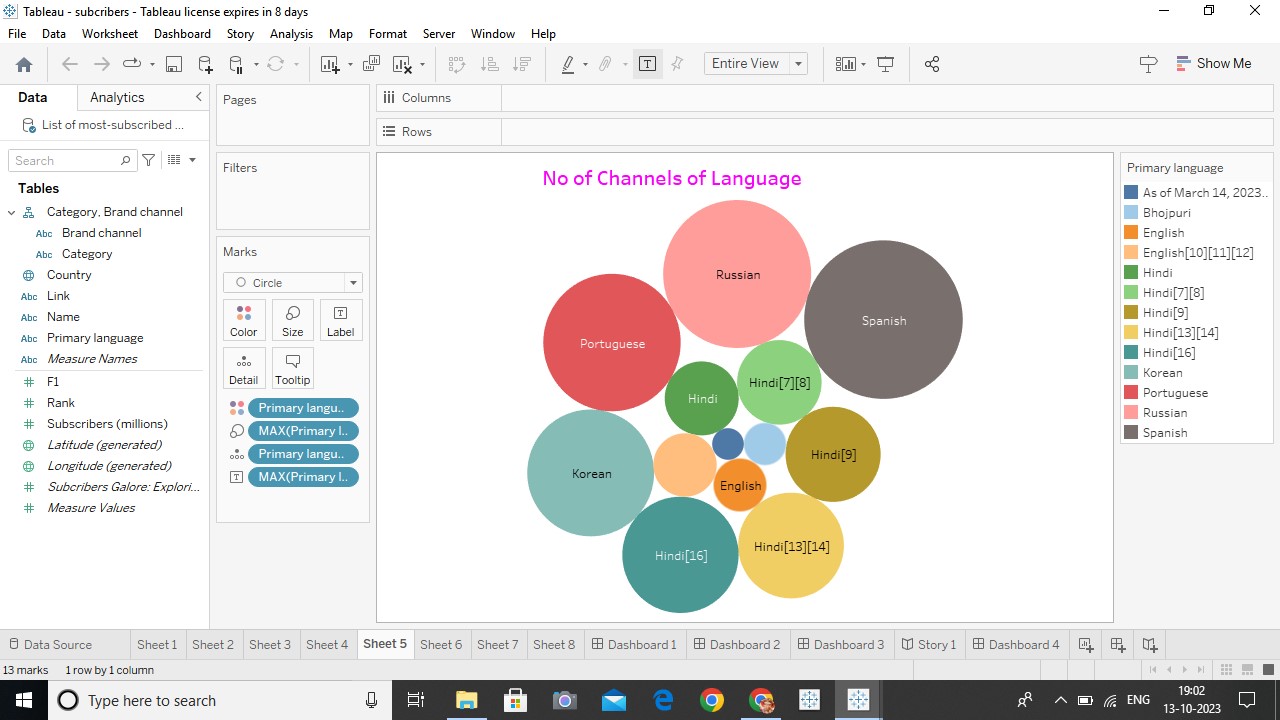 Tableau - subcribers - Tableau license expires in 8 days
File Data Worksheet Dashboard Story Analysis Map Format Server Window Help
Entire View
Show Me
Data Analytics
List of most-subscribed ...
Search
Tables
Category, Brand channel
Abc Brand channel
Abc Category
Country
Abc Link
Abc Name
Abc Primary language
Abc Measure Names
F1
Rank
Subscribers (millions)
Latitude (generated)
Longitude (generated)
Subcribers Galore: Explori...
Measure Values
Pages
Filters
Marks
Circle
Color Size Label
Detail Tooltip
Primary langu..
MAX(Primary l..
Primary langu..
MAX(Primary l..
Columns
Rows
No of Channels of Language
Russian
Spanish
Portuguese
Hindi[7][8]
Hindi
Hindi[9]
Korean
English
Hindi[13][14]
Hindi[16]
Primary language
As of March 14, 2023..
Bhojpuri
English
English[10][11][12]
Hindi
Hindi[7][8]
Hindi[9]
Hindi[13][14]
Hindi[16]
Korean
Portuguese
Russian
Spanish
Data Source Sheet 1 Sheet 2 Sheet 3 Sheet 4 Sheet 5 Sheet 6 Sheet 7 Sheet 8 Dashboard 1 Dashboard 2 Dashboard 3 Story 1 Dashboard 4
13 marks 1 row by 1 column
Type here to search
ENG
19:02
13-10-2023